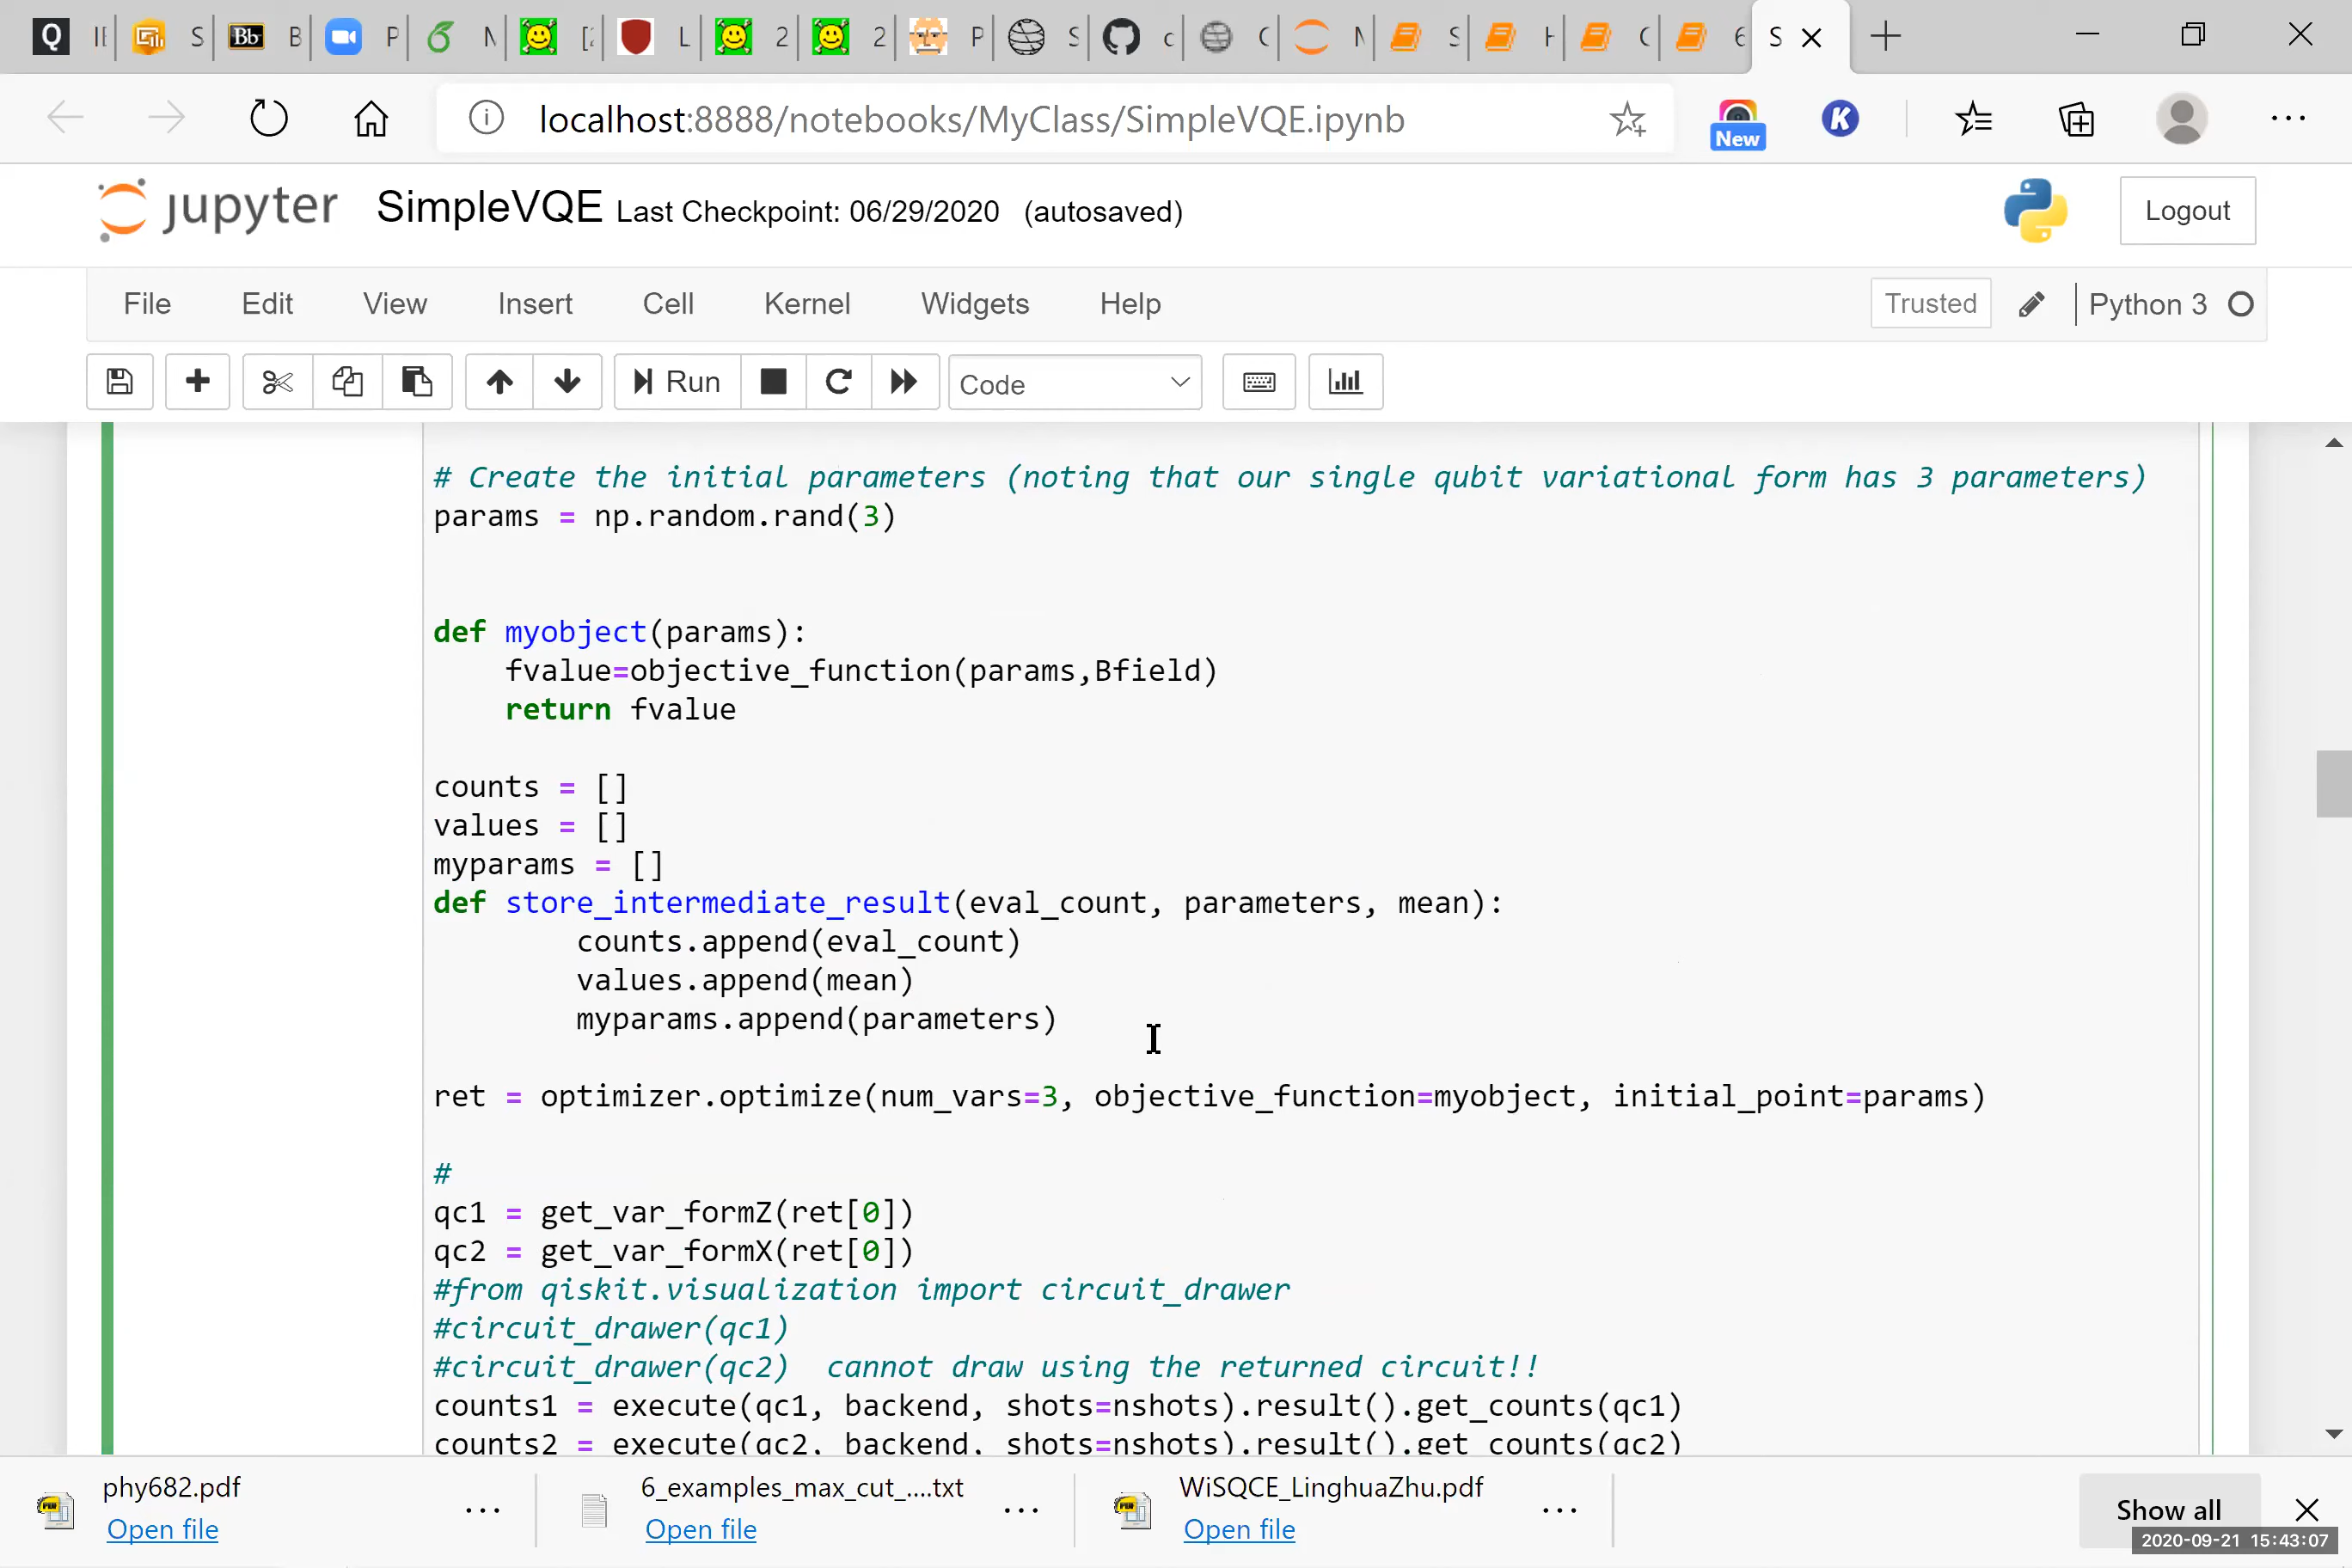 IE S B P N [2 L 2 2 P S c C N S H C 6 S
localhost:8888/notebooks/MyClass/SimpleVQE.ipynb
New
jupyter SimpleVQE Last Checkpoint: 06/29/2020 (autosaved)
Logout
File Edit View Insert Cell Kernel Widgets Help Trusted Python 3
Run Code
# Create the initial parameters (noting that our single qubit variational form has 3 parameters)
params = np.random.rand(3)
def myobject(params):
    fvalue=objective_function(params,Bfield)
    return fvalue
counts = []
values = []
myparams = []
def store_intermediate_result(eval_count, parameters, mean):
        counts.append(eval_count)
        values.append(mean)
        myparams.append(parameters)
ret = optimizer.optimize(num_vars=3, objective_function=myobject, initial_point=params)
#
qc1 = get_var_formZ(ret[0])
qc2 = get_var_formX(ret[0])
#from qiskit.visualization import circuit_drawer
#circuit_drawer(qc1)
#circuit_drawer(qc2)  cannot draw using the returned circuit!!
counts1 = execute(qc1, backend, shots=nshots).result().get_counts(qc1)
counts2 = execute(qc2, backend, shots=nshots).result().get_counts(qc2)
phy682.pdf
Open file
6_examples_max_cut_....txt
Open file
WiSQCE_LinghuaZhu.pdf
Open file
Show all
2020-09-21 15:43:07